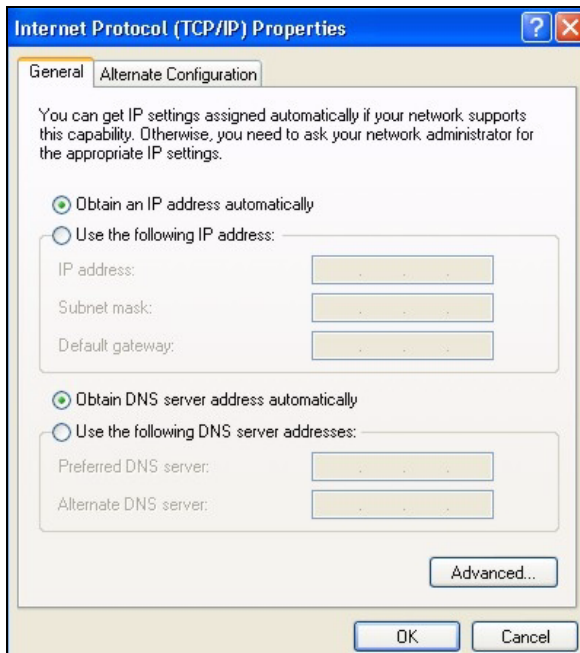 Internet Protocol (TCP/IP) Properties
General
Alternate Configuration
You can get IP settings assigned automatically if your network supports
this capability. Otherwise, you need to ask your network administrator for
the appropriate IP settings.
Obtain an IP address automatically
Use the following IP address:
IP address:
Subnet mask:
Default gateway:
Obtain DNS server address automatically
Use the following DNS server addresses:
Preferred DNS server:
Alternate DNS server:
Advanced...
OK
Cancel